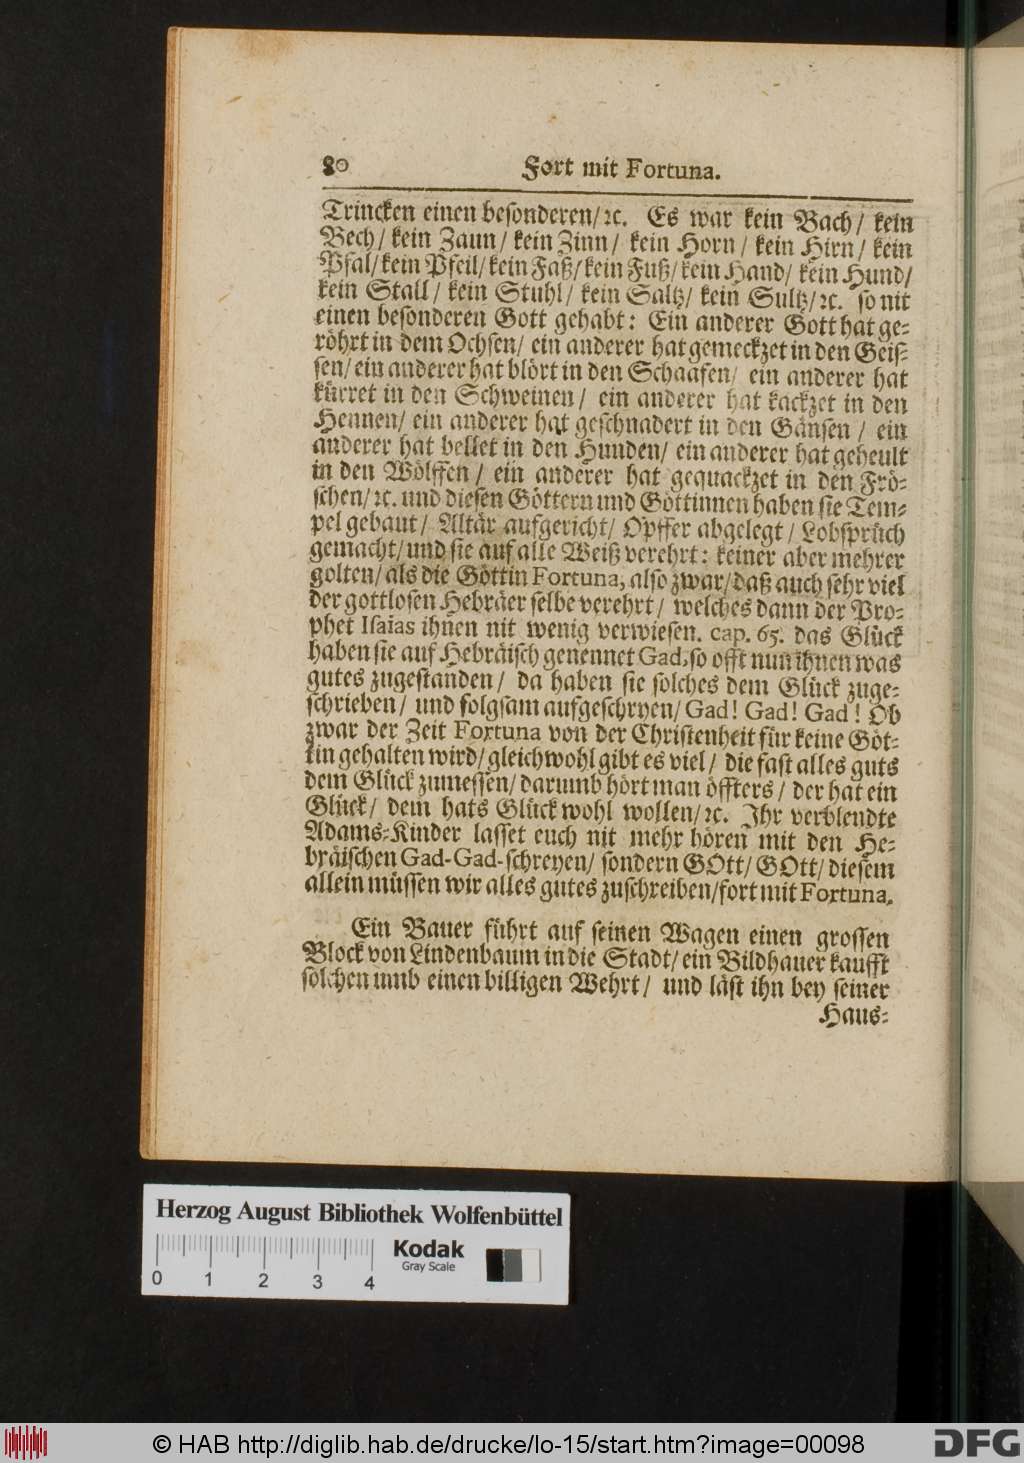 80 Fort mit Fortuna.
Trincken einen besonderen/ ꝛc. Es war kein Bach/ kein
Bech/ kein Zaun/ kein Zinn/ kein Horn/ kein Hirn/ kein
Pfal/ kein Pfeil/ kein Faß/ kein Fuß/ kein Hand/ kein Hund/
kein Stall/ kein Stuhl/ kein Saltz/ kein Sultz/ ꝛc. so nit
einen besonderen Gott gehabt: Ein anderer Gott hat ge-
röhrt in dem Ochsen/ ein anderer hat gemeckzet in den Geis-
sen/ ein anderer hat blört in den Schaafen/ ein anderer hat
kürret in den Schweinen/ ein anderer hat kackzet in den
Hennen/ ein anderer hat geschnadert in den Gänsen/ ein
anderer hat bellet in den Hunden/ ein anderer hat geheult
in den Wölffen/ ein anderer hat gequackzet in den Frö-
schen/ ꝛc. und diesen Göttern und Göttinnen haben sie Tem-
pel gebaut/ Altär aufgericht/ Opffer abgelegt/ Lobsprüch
gemacht/ und sie auf alle Weiß verehrt: keiner aber mehrer
golten/ als die Göttin Fortuna, also zwar/ daß auch sehr viel
der gottlosen Hebräer selbe verehrt/ welches dann der Pro-
phet Isaias ihnen nit wenig verwiesen. cap. 65. das Glück
haben sie auf Hebräisch genennet Gad, so offt nun ihnen was
gutes zugestanden/ da haben sie solches dem Glück zuge-
schrieben/ und folgsam aufgeschryen/ Gad! Gad! Gad! Ob
zwar der Zeit Fortuna von der Christenheit für keine Göt-
tin gehalten wird/ gleichwohl gibt es viel/ die fast alles guts
dem Glück zumessen/ darumb hört man öffters/ der hat ein
Glück/ dem hats Glück wohl wollen/ ꝛc. Ihr verblendte
Adams-Kinder lasset euch nit mehr hören mit den He-
bräischen Gad-Gad-schreyen/ sondern GOtt/ GOtt/ diesem
allein müssen wir alles gutes zuschreiben/ fort mit Fortuna.
Ein Bauer führt auf seinen Wagen einen grossen
Block von Lindenbaum in die Stadt/ ein Bildhauer kaufft
solchen umb einen billigen Wehrt/ und läst ihn bey seiner
Haus-
Herzog August Bibliothek Wolfenbüttel
Kodak
Gray Scale
0 1 2 3 4
© HAB http://diglib.hab.de/drucke/lo-15/start.htm?image=00098
DFG